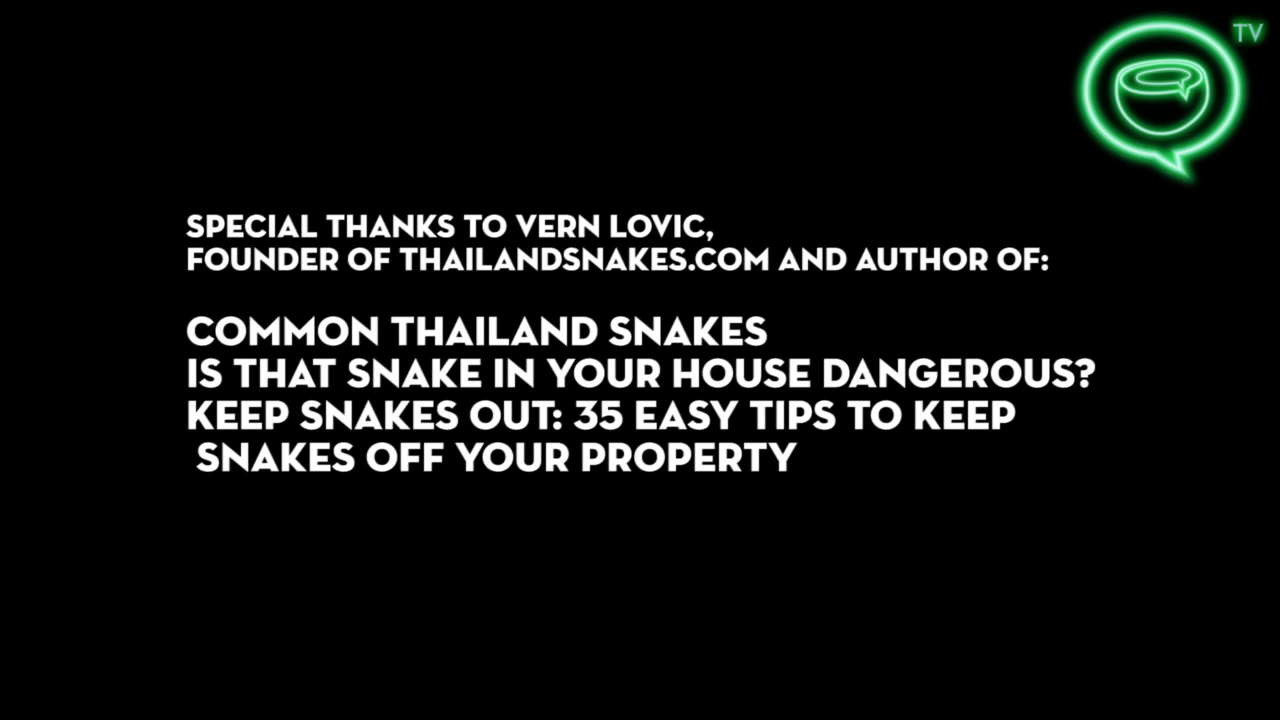 TV
SPECIAL THANKS TO VERN LOVIC,
FOUNDER OF THAILANDSNAKES.COM AND AUTHOR OF:
COMMON THAILAND SNAKES
IS THAT SNAKE IN YOUR HOUSE DANGEROUS?
KEEP SNAKES OUT: 35 EASY TIPS TO KEEP
SNAKES OFF YOUR PROPERTY